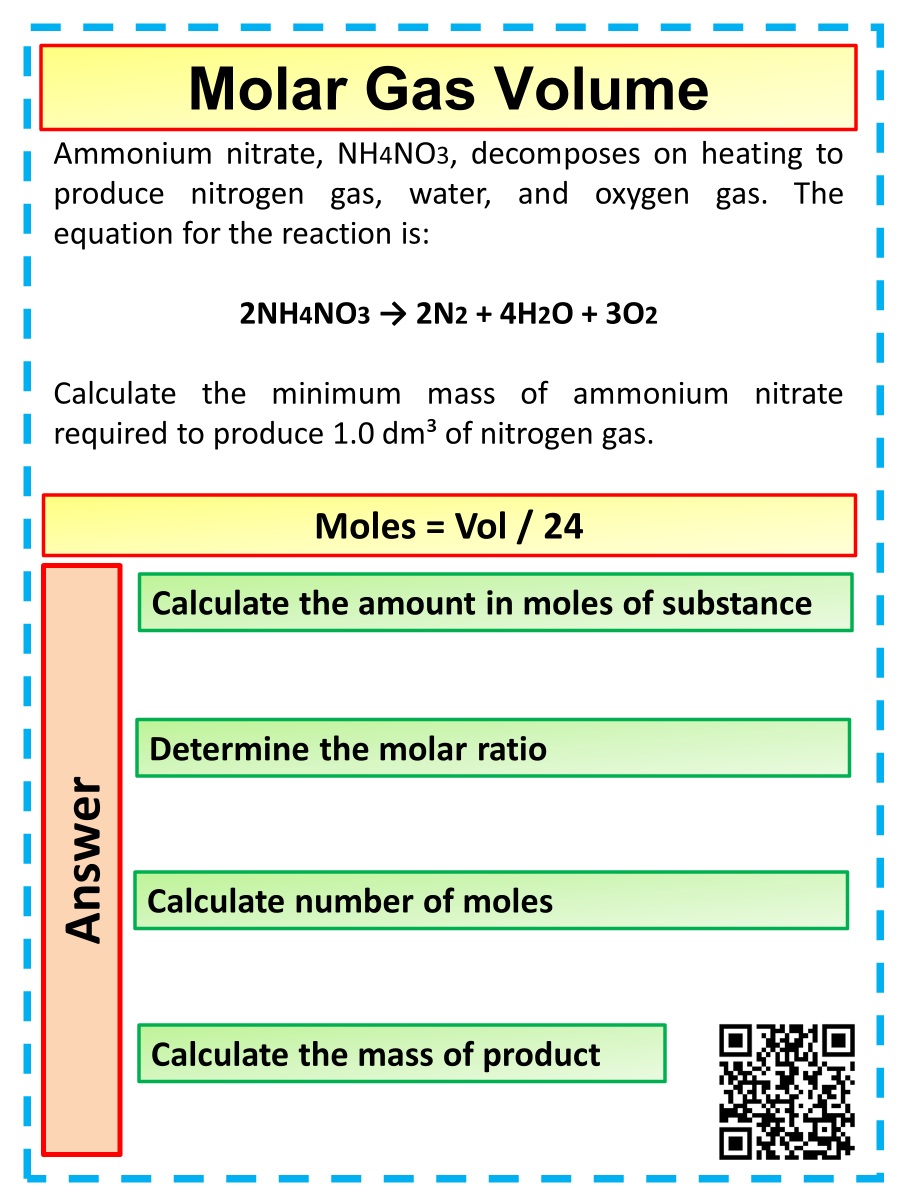 Molar Gas Volume
Ammonium nitrate, NH4NO3, decomposes on heating to
produce nitrogen gas, water, and oxygen gas. The
equation for the reaction is:
2NH4NO3 → 2N2 + 4H2O + 3O2
Calculate the minimum mass of ammonium nitrate
required to produce 1.0 dm³ of nitrogen gas.
Moles = Vol / 24
Answer
Calculate the amount in moles of substance
Determine the molar ratio
Calculate number of moles
Calculate the mass of product